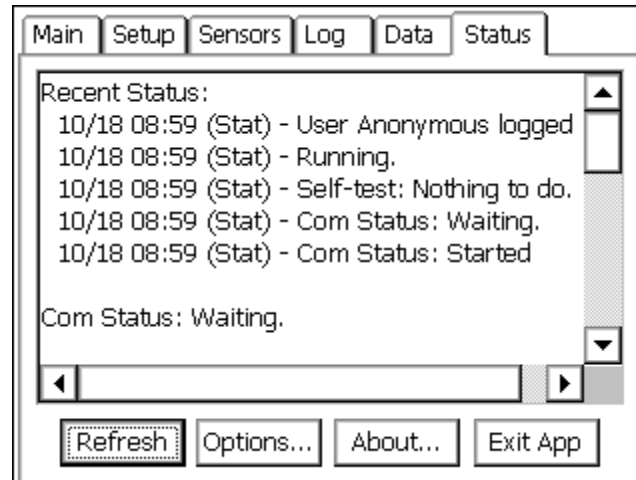 Main Setup Sensors Log Data Status
Recent Status:
10/18 08:59 (Stat) - User Anonymous logged
10/18 08:59 (Stat) - Running.
10/18 08:59 (Stat) - Self-test: Nothing to do.
10/18 08:59 (Stat) - Com Status: Waiting.
10/18 08:59 (Stat) - Com Status: Started
Com Status: Waiting.
Refresh Options... About... Exit App